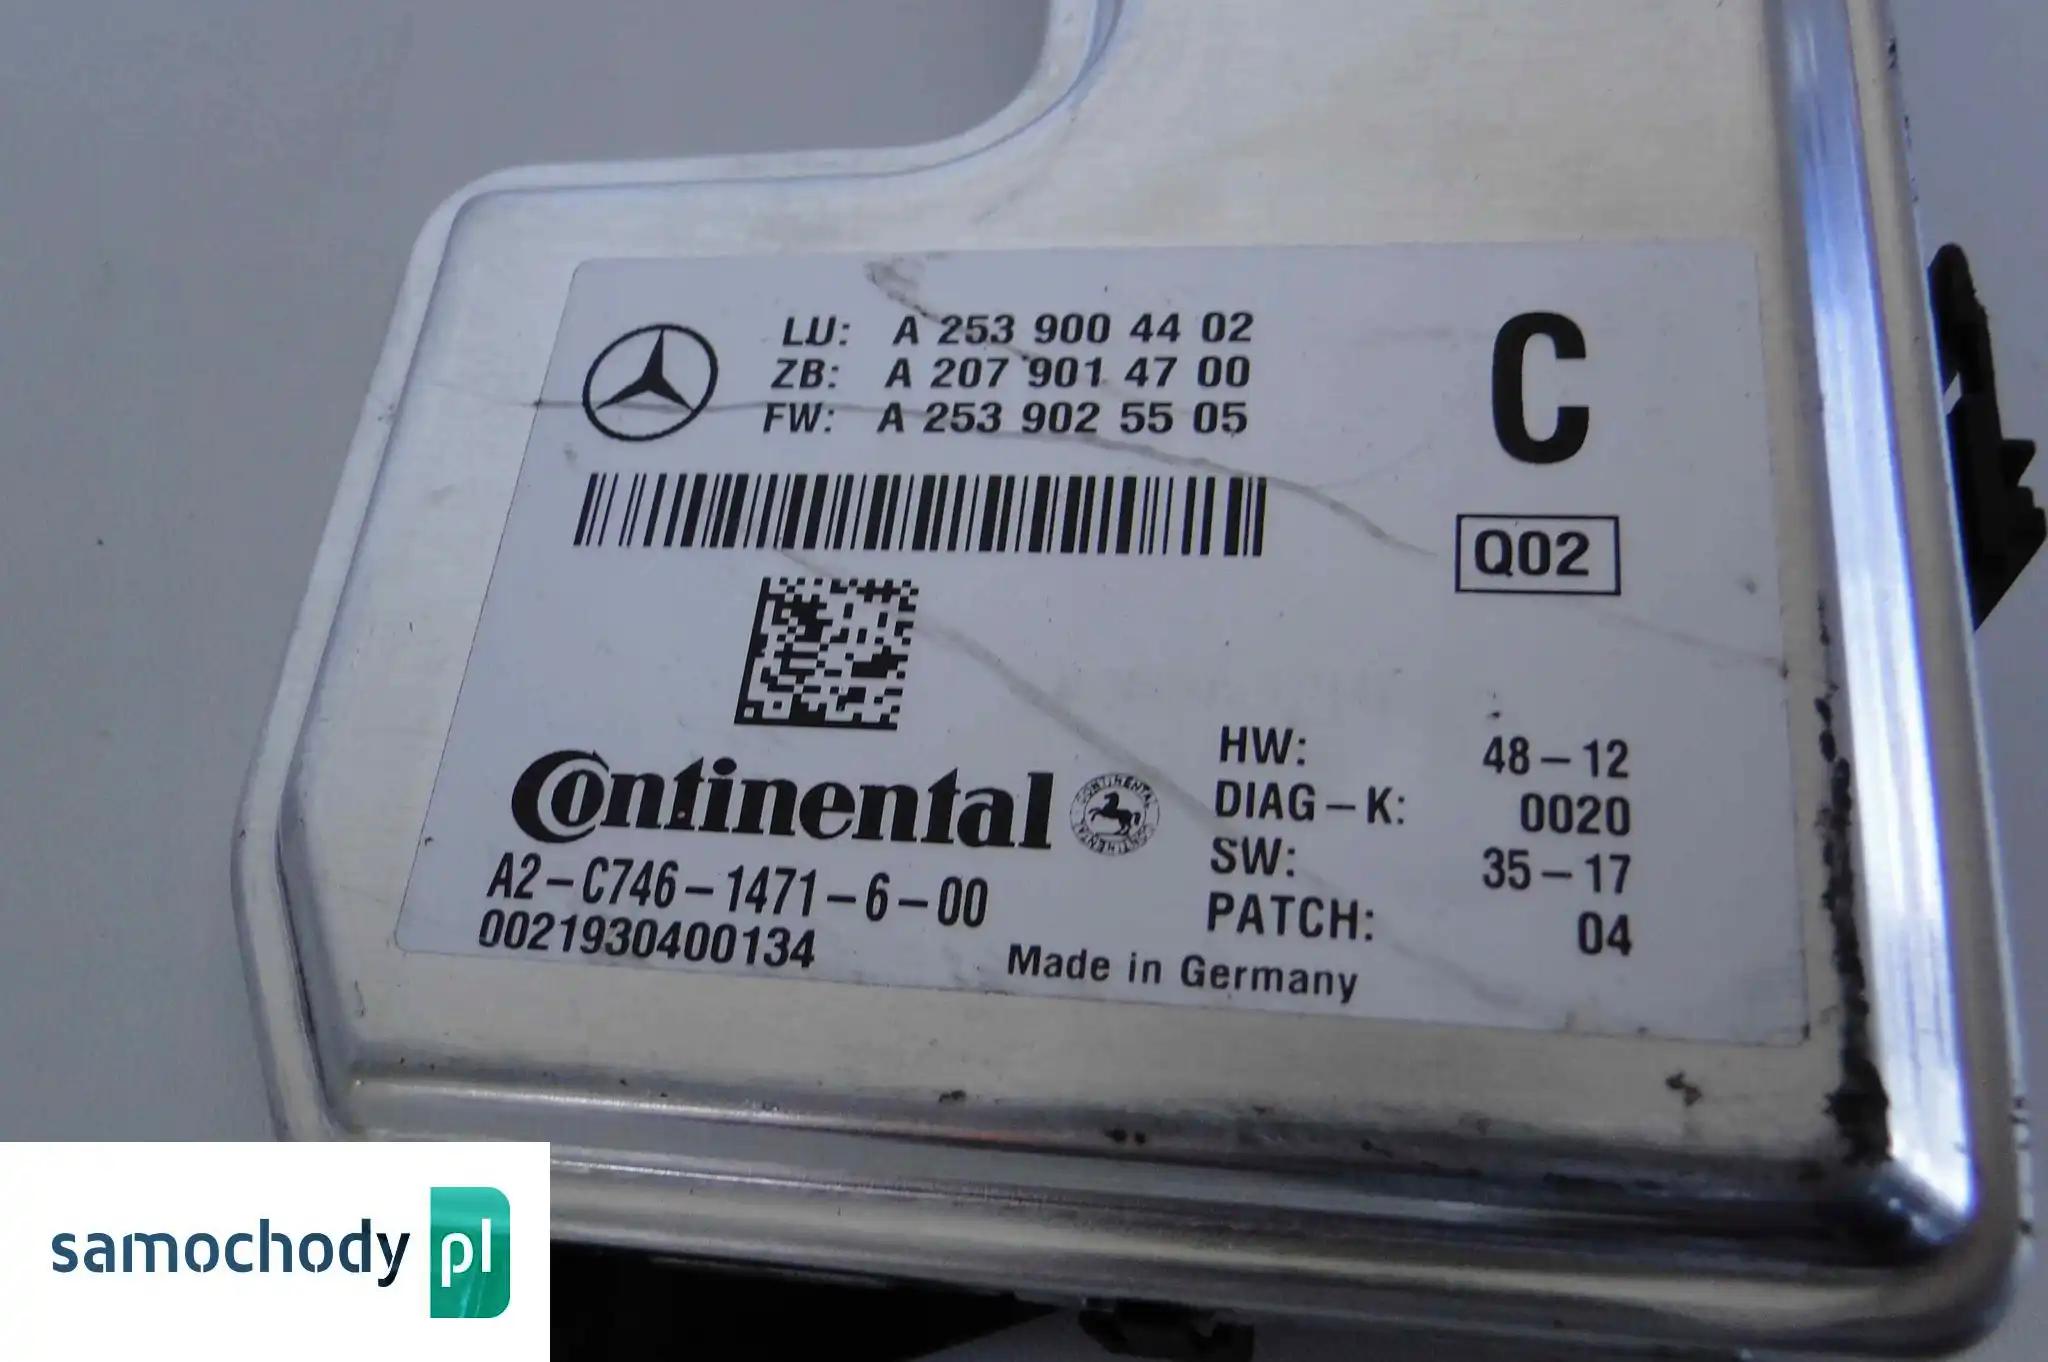 LU: A 253 900 44 02
ZB: A 207 901 47 00
FW: A 253 902 55 05
C
Q02
Continental
CONTINENTAL CONTINENTAL
A2-C746-1471-6-00
0021930400134
HW: 48-12
DIAG-K: 0020
SW: 35-17
PATCH: 04
Made in Germany
samochody pl